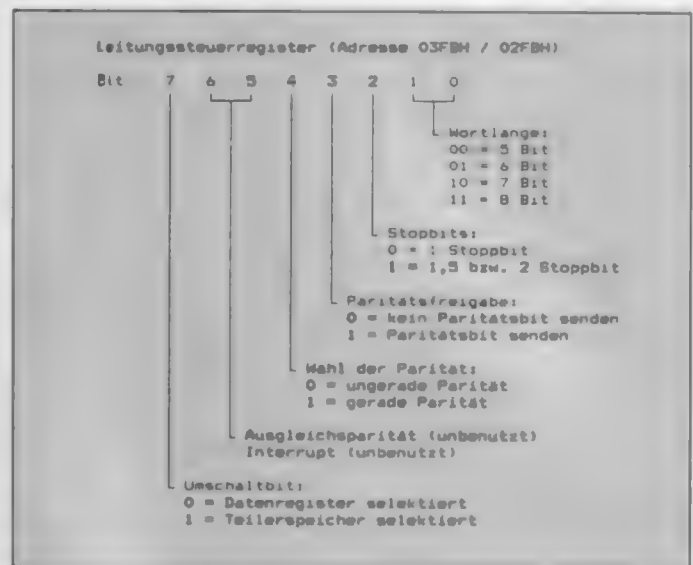 Leitungssteuerregister (Adresse 03FBH / 02FBH)
Bit 7 6 5 4 3 2 1 0
Wortlänge:
00 = 5 Bit
01 = 6 Bit
10 = 7 Bit
11 = 8 Bit
Stopbits:
0 = 1 Stoppbit
1 = 1,5 bzw. 2 Stoppbit
Paritätsfreigabe:
0 = kein Paritätsbit senden
1 = Paritätsbit senden
Wahl der Parität:
0 = ungerade Parität
1 = gerade Parität
Ausgleichsparität (unbenutzt)
Interrupt (unbenutzt)
Umschaltbit:
0 = Datenregister selektiert
1 = Teilerspeicher selektiert